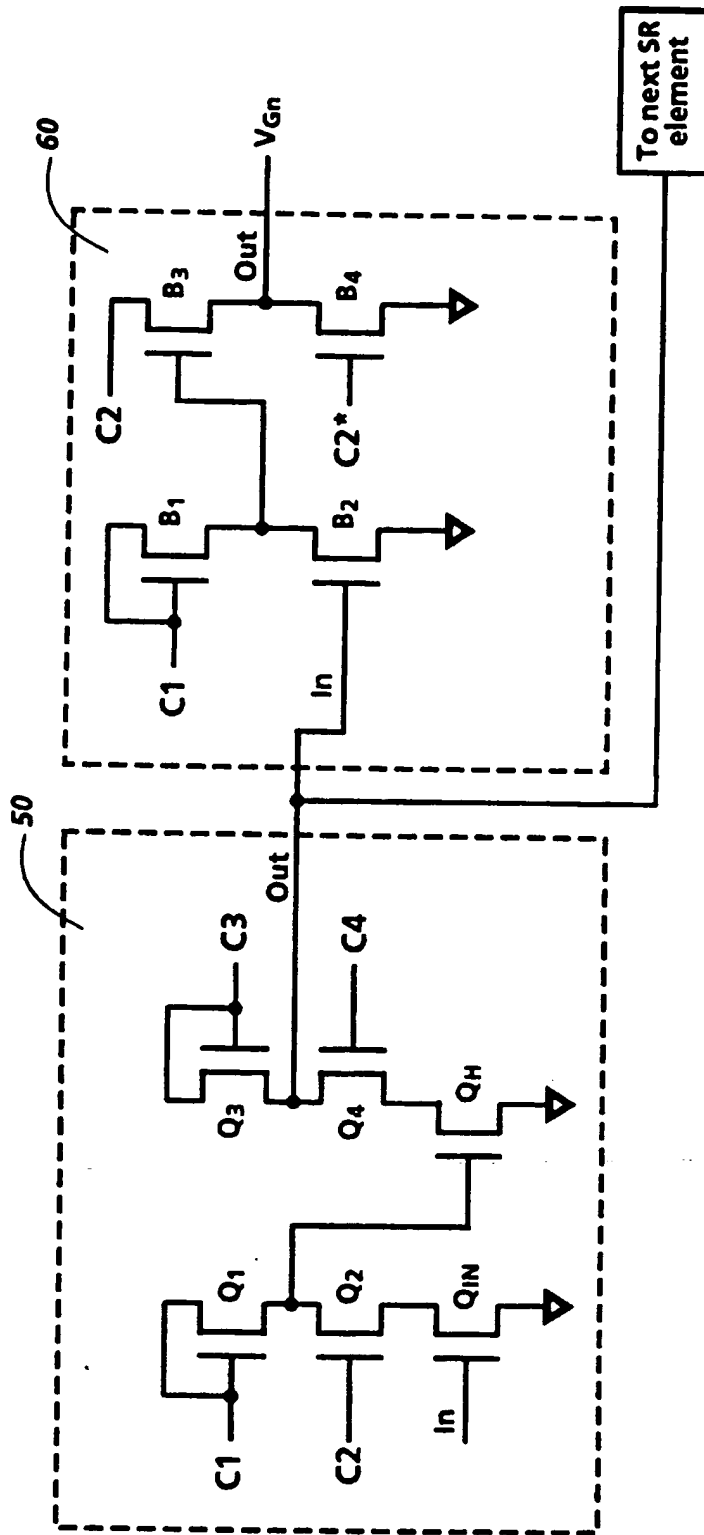 50
60
C1
Q1
C2
Q2
In
QIN
Q3
C3
Out
Q4
C4
QH
C1
B1
In
B2
C2
B3
Out
VGn
C2*
B4
To next SR
element